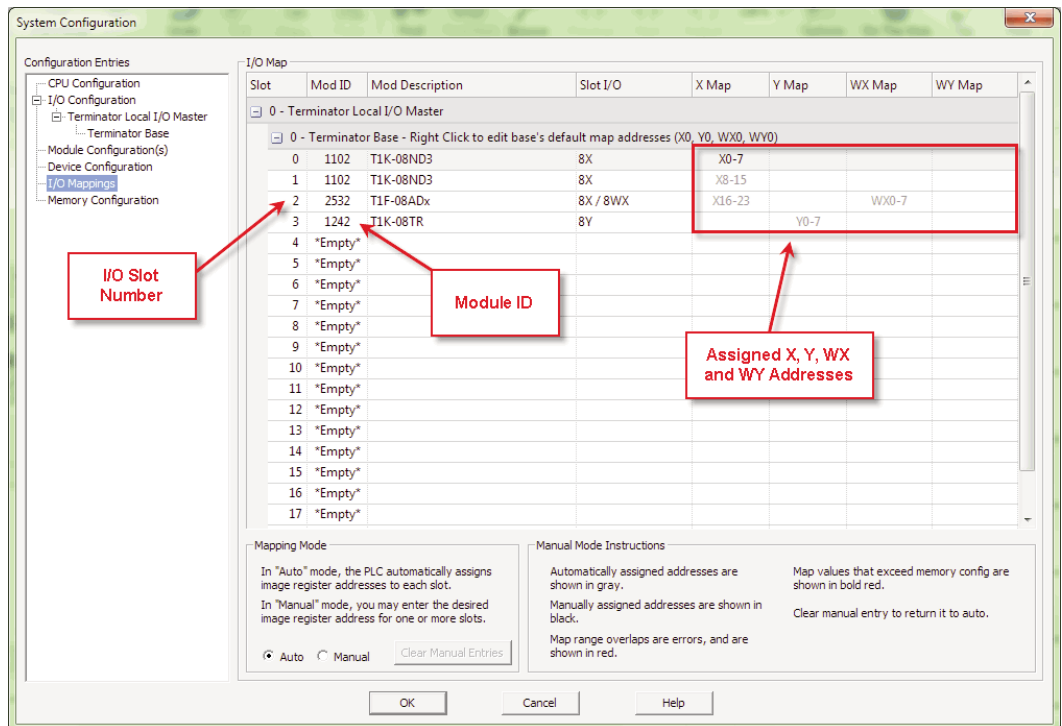 System Configuration
Configuration Entries
CPU Configuration
I/O Configuration
Terminator Local I/O Master
Terminator Base
Module Configuration(s)
Device Configuration
I/O Mappings
Memory Configuration
I/O Map
Slot Mod ID Mod Description Slot I/O X Map Y Map WX Map WY Map
0 - Terminator Local I/O Master
0 - Terminator Base - Right Click to edit base's default map addresses (X0, Y0, WX0, WY0)
0 1102 T1K-08ND3 8X X0-7
1 1102 T1K-08ND3 8X X8-15
2 2532 T1F-08ADx 8X / 8WX X16-23 WX0-7
3 1242 T1K-08TR 8Y Y0-7
4 *Empty*
5 *Empty*
6 *Empty*
7 *Empty*
8 *Empty*
9 *Empty*
10 *Empty*
11 *Empty*
12 *Empty*
13 *Empty*
14 *Empty*
15 *Empty*
16 *Empty*
17 *Empty*
I/O Slot
Number
Module ID
Assigned X, Y, WX
and WY Addresses
Mapping Mode
In "Auto" mode, the PLC automatically assigns
image register addresses to each slot.
In "Manual" mode, you may enter the desired
image register address for one or more slots.
Auto Manual Clear Manual Entries
Manual Mode Instructions
Automatically assigned addresses are
shown in gray.
Manually assigned addresses are shown in
black.
Map range overlaps are errors, and are
shown in red.
Map values that exceed memory config are
shown in bold red.
Clear manual entry to return it to auto.
OK Cancel Help